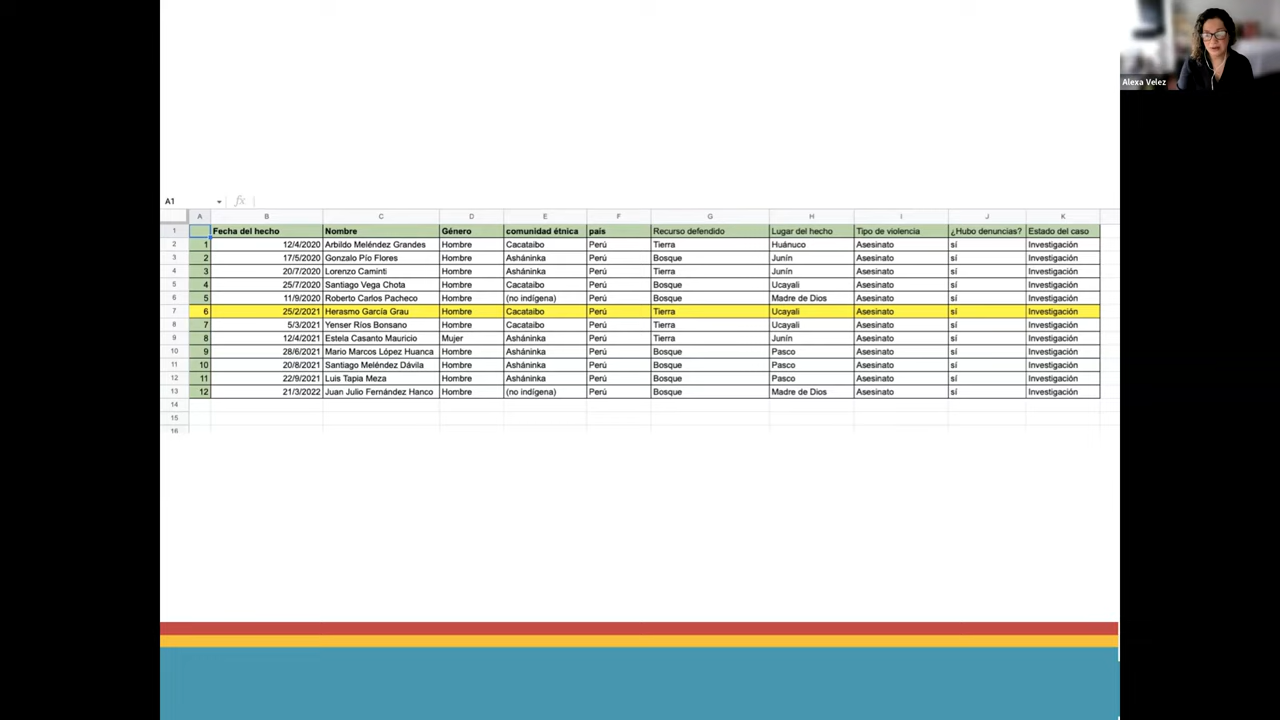 Alexa Velez
A1 fx
A B C D E F G H I J K
1 Fecha del hecho Nombre Género comunidad étnica país Recurso defendido Lugar del hecho Tipo de violencia ¿Hubo denuncias? Estado del caso
2 1 12/4/2020 Arbildo Meléndez Grandes Hombre Cacataibo Perú Tierra Huánuco Asesinato sí Investigación
3 2 17/5/2020 Gonzalo Pío Flores Hombre Asháninka Perú Bosque Junín Asesinato sí Investigación
4 3 20/7/2020 Lorenzo Caminti Hombre Asháninka Perú Tierra Junín Asesinato sí Investigación
5 4 25/7/2020 Santiago Vega Chota Hombre Cacataibo Perú Bosque Ucayali Asesinato sí Investigación
6 5 11/9/2020 Roberto Carlos Pacheco Hombre (no indígena) Perú Bosque Madre de Dios Asesinato sí Investigación
7 6 25/2/2021 Herasmo García Grau Hombre Cacataibo Perú Tierra Ucayali Asesinato sí Investigación
8 7 5/3/2021 Yenser Ríos Bonsano Hombre Cacataibo Perú Tierra Ucayali Asesinato sí Investigación
9 8 12/4/2021 Estela Casanto Mauricio Mujer Asháninka Perú Tierra Junín Asesinato sí Investigación
10 9 28/6/2021 Mario Marcos López Huanca Hombre Asháninka Perú Bosque Pasco Asesinato sí Investigación
11 10 20/8/2021 Santiago Meléndez Dávila Hombre Asháninka Perú Bosque Pasco Asesinato sí Investigación
12 11 22/9/2021 Luis Tapia Meza Hombre Asháninka Perú Bosque Pasco Asesinato sí Investigación
13 12 21/3/2022 Juan Julio Fernández Hanco Hombre (no indígena) Perú Bosque Madre de Dios Asesinato sí Investigación
14
15
16